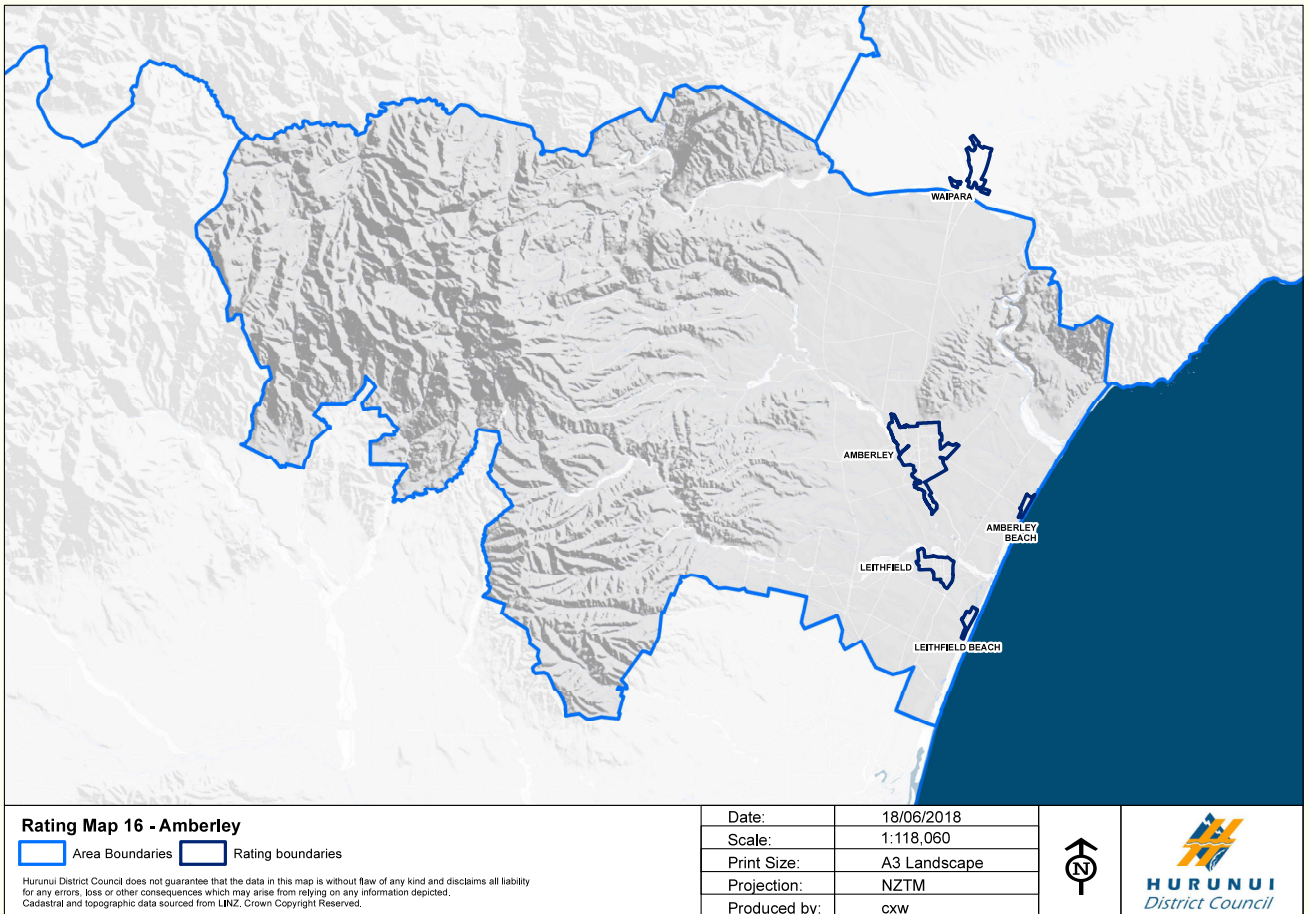 WAIPARA
AMBERLEY
AMBERLEY
BEACH
LEITHFIELD
LEITHFIELD BEACH
Rating Map 16 - Amberley
Area Boundaries Rating boundaries
Hurunui District Council does not guarantee that the data in this map is without flaw of any kind and disclaims all liability
for any errors, loss or other consequences which may arise from relying on any information depicted.
Cadastral and topographic data sourced from LINZ. Crown Copyright Reserved.
Date: 18/06/2018
Scale: 1:118,060
Print Size: A3 Landscape
Projection: NZTM
Produced by: cxw
N
HURUNUI
District Council